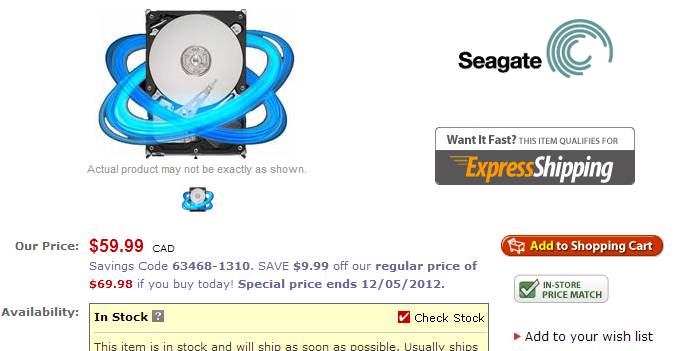 Seagate
Want It Fast? THIS ITEM QUALIFIES FOR
ExpressShipping
Actual product may not be exactly as shown.
Our Price: $59.99 CAD
Add to Shopping Cart
Savings Code 63468-1310. SAVE $9.99 off our regular price of
$69.98 if you buy today! Special price ends 12/05/2012.
IN-STORE
PRICE MATCH
Availability: In Stock ? Check Stock
Add to your wish list
This item is in stock and will ship as soon as possible. Usually ships